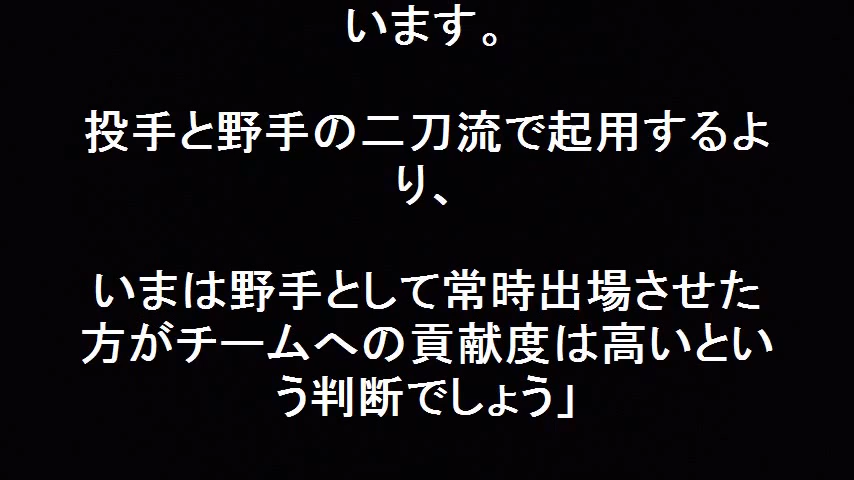 います。
投手と野手の二刀流で起用するよ
り、
いまは野手として常時出場させた
方がチームへの貢献度は高いとい
う判断でしょう」